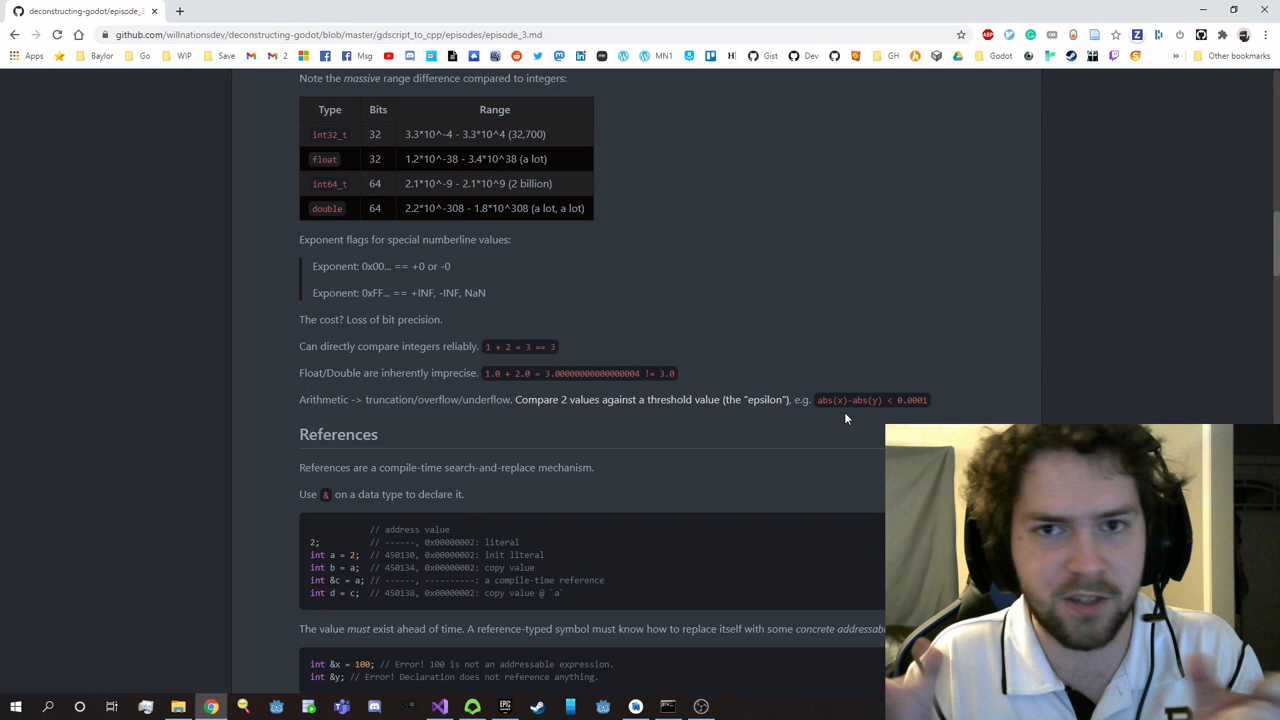 deconstructing-godot/episode_3.
github.com/willnationsdev/deconstructing-godot/blob/master/gdscript_to_cpp/episodes/episode_3.md
Apps
Baylor
Go
WP
Save
M 1
M 2
Msg
MN1
Gist
Dev
GH
Godot
Other bookmarks
Note the massive range difference compared to integers:
Type Bits Range
int32_t 32 3.3*10^-4 - 3.3*10^4 (32,700)
float 32 1.2*10^-38 - 3.4*10^38 (a lot)
int64_t 64 2.1*10^-9 - 2.1*10^9 (2 billion)
double 64 2.2*10^-308 - 1.8*10^308 (a lot, a lot)
Exponent flags for special numberline values:
Exponent: 0x00... == +0 or -0
Exponent: 0xFF... == +INF, -INF, NaN
The cost? Loss of bit precision.
Can directly compare integers reliably. 1 + 2 = 3 == 3
Float/Double are inherently imprecise. 1.0 + 2.0 = 3.00000000000000004 != 3.0
Arithmetic -> truncation/overflow/underflow. Compare 2 values against a threshold value (the "epsilon"), e.g. abs(x)-abs(y) < 0.0001
References
References are a compile-time search-and-replace mechanism.
Use & on a data type to declare it.
// address value
2; // ------, 0x00000002: literal
int a = 2; // 450130, 0x00000002: init literal
int b = a; // 450134, 0x00000002: copy value
int &c = a; // ------, ----------: a compile-time reference
int d = c; // 450138, 0x00000002: copy value @ `a`
The value must exist ahead of time. A reference-typed symbol must know how to replace itself with some concrete addressab
int &x = 100; // Error! 100 is not an addressable expression.
int &y; // Error! Declaration does not reference anything.